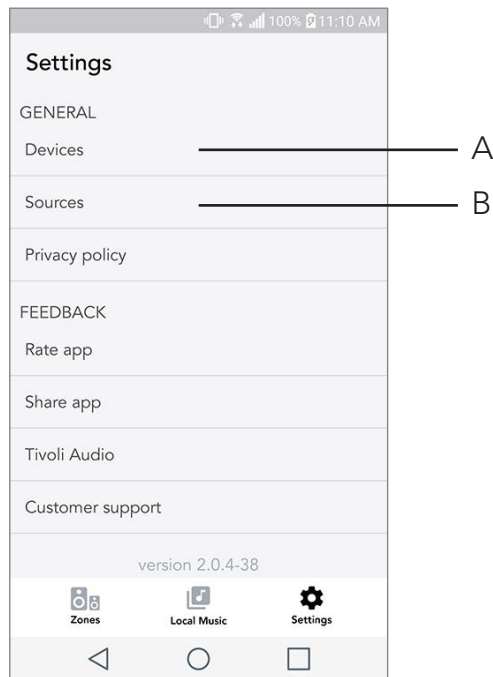 100% 11:10 AM
Settings
GENERAL
Devices
A
Sources
B
Privacy policy
FEEDBACK
Rate app
Share app
Tivoli Audio
Customer support
version 2.0.4-38
Zones Local Music Settings